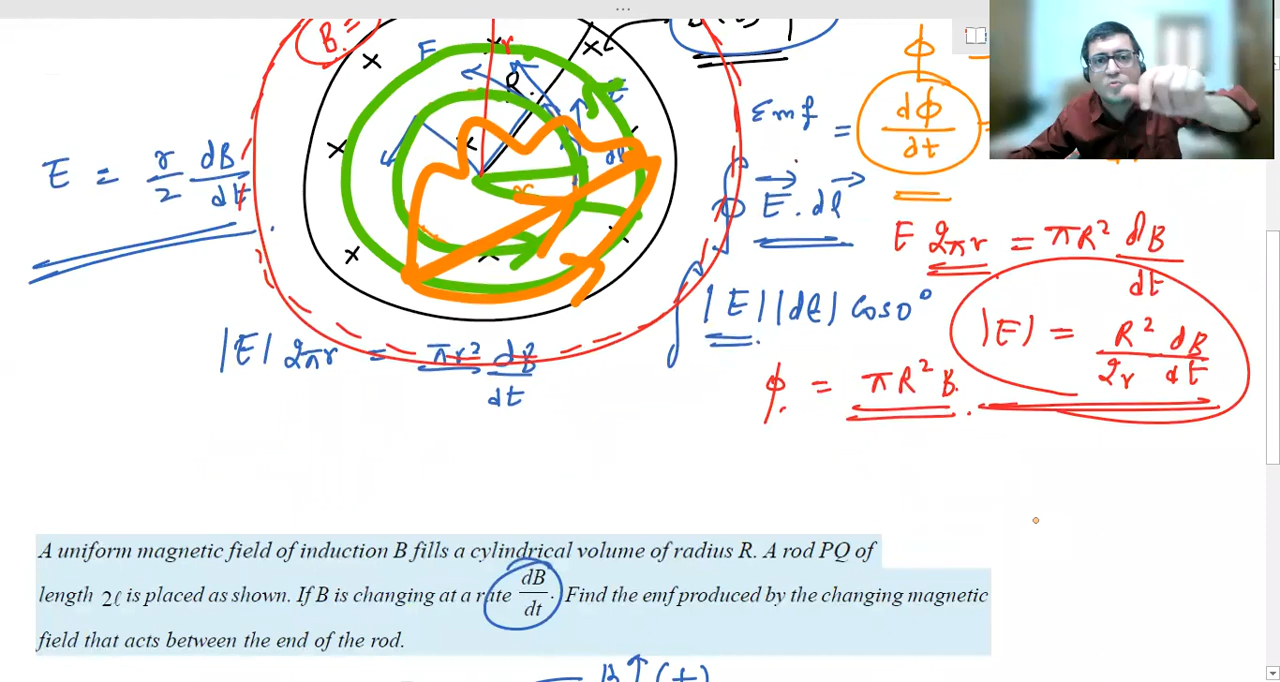 B =
r
E
R
E
dl
r
Emf = dΦ/dt =
Φ
E = r/2 dB/dt
∮ E⃗ . dl⃗
E 2πr = πR² dB/dt
∫ |E| |dl| cos 0°
|E| = R²/2r dB/dt
|E| 2πr = πr² dB/dt
ϕ = πR² B.
A uniform magnetic field of induction B fills a cylindrical volume of radius R. A rod PQ of
length 2ℓ is placed as shown. If B is changing at a rate dB/dt. Find the emf produced by the changing magnetic
field that acts between the end of the rod.
B↑ (t)